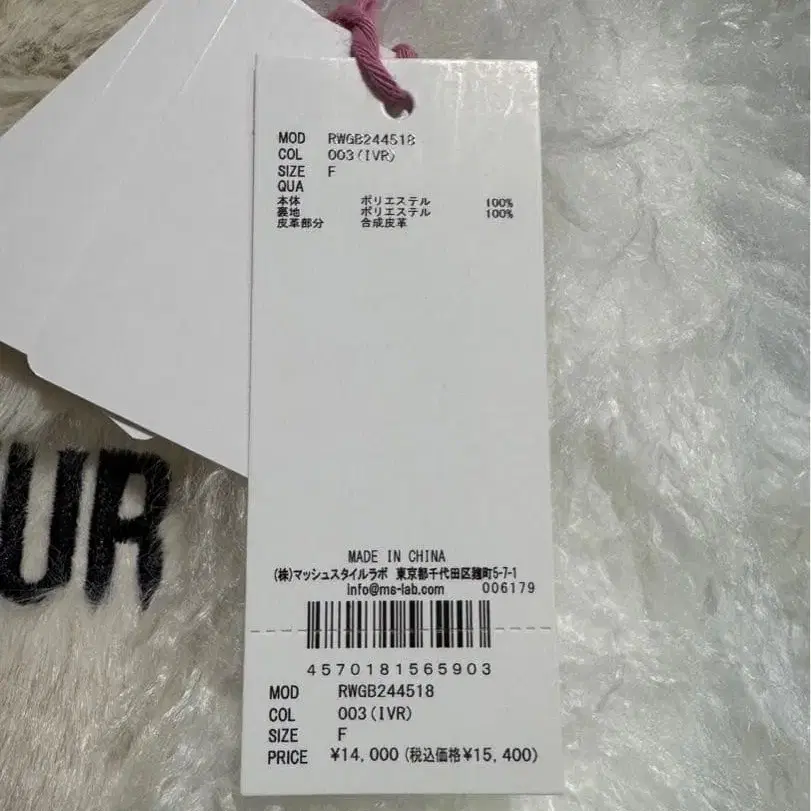 MOD RWGB244518
COL 003(IVR)
SIZE F
QUA
本体 ポリエステル 100%
裏地 ポリエステル 100%
皮革部分 合成皮革
UR
MADE IN CHINA
(株)マッシュスタイルラボ 東京都千代田区麹町5-7-1
info@ms-lab.com 006179
4570181565903
MOD RWGB244518
COL 003(IVR)
SIZE F
PRICE ¥14,000(税込価格¥15,400)